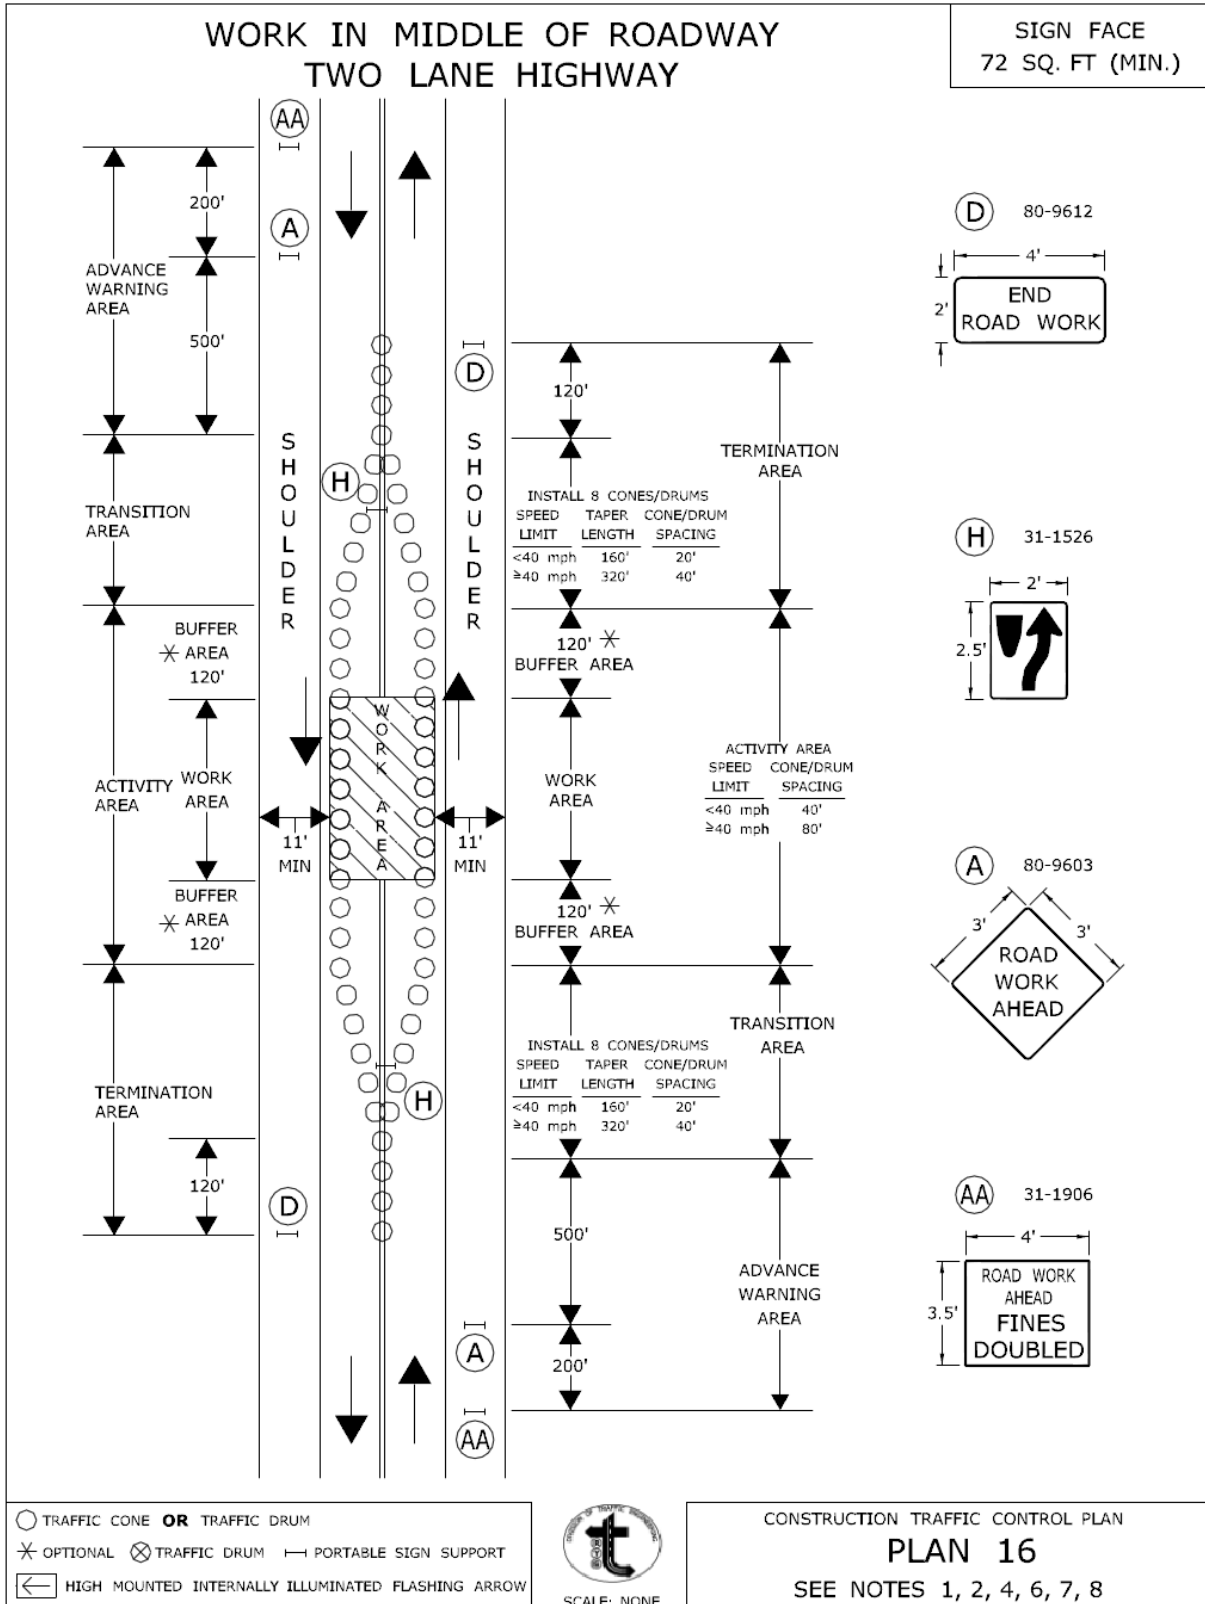 WORK IN MIDDLE OF ROADWAY
TWO LANE HIGHWAY
SIGN FACE
72 SQ. FT (MIN.)
AA
200'
A
ADVANCE
WARNING
AREA
500'
D
120'
SHOULDER
SHOULDER
H
TRANSITION
AREA
TERMINATION
AREA
INSTALL 8 CONES/DRUMS
SPEED LIMIT TAPER LENGTH CONE/DRUM SPACING
<40 mph 160' 20'
≥40 mph 320' 40'
BUFFER
* AREA
120'
120' *
BUFFER AREA
ACTIVITY
AREA
WORK
AREA
WORK AREA
WORK
AREA
ACTIVITY AREA
SPEED LIMIT CONE/DRUM SPACING
<40 mph 40'
≥40 mph 80'
11'
MIN
11'
MIN
BUFFER
* AREA
120'
120' *
BUFFER AREA
TRANSITION
AREA
INSTALL 8 CONES/DRUMS
SPEED LIMIT TAPER LENGTH CONE/DRUM SPACING
<40 mph 160' 20'
≥40 mph 320' 40'
TERMINATION
AREA
H
120'
D
500'
ADVANCE
WARNING
AREA
A
200'
AA
D 80-9612
4'
2'
END
ROAD WORK
H 31-1526
2'
2.5'
A 80-9603
3' 3'
ROAD
WORK
AHEAD
AA 31-1906
4'
3.5'
ROAD WORK
AHEAD
FINES
DOUBLED
TRAFFIC CONE OR TRAFFIC DRUM
* OPTIONAL TRAFFIC DRUM PORTABLE SIGN SUPPORT
HIGH MOUNTED INTERNALLY ILLUMINATED FLASHING ARROW
DIVISION OF TRAFFIC ENGINEERING
t
SCALE: NONE
CONSTRUCTION TRAFFIC CONTROL PLAN
PLAN 16
SEE NOTES 1, 2, 4, 6, 7, 8